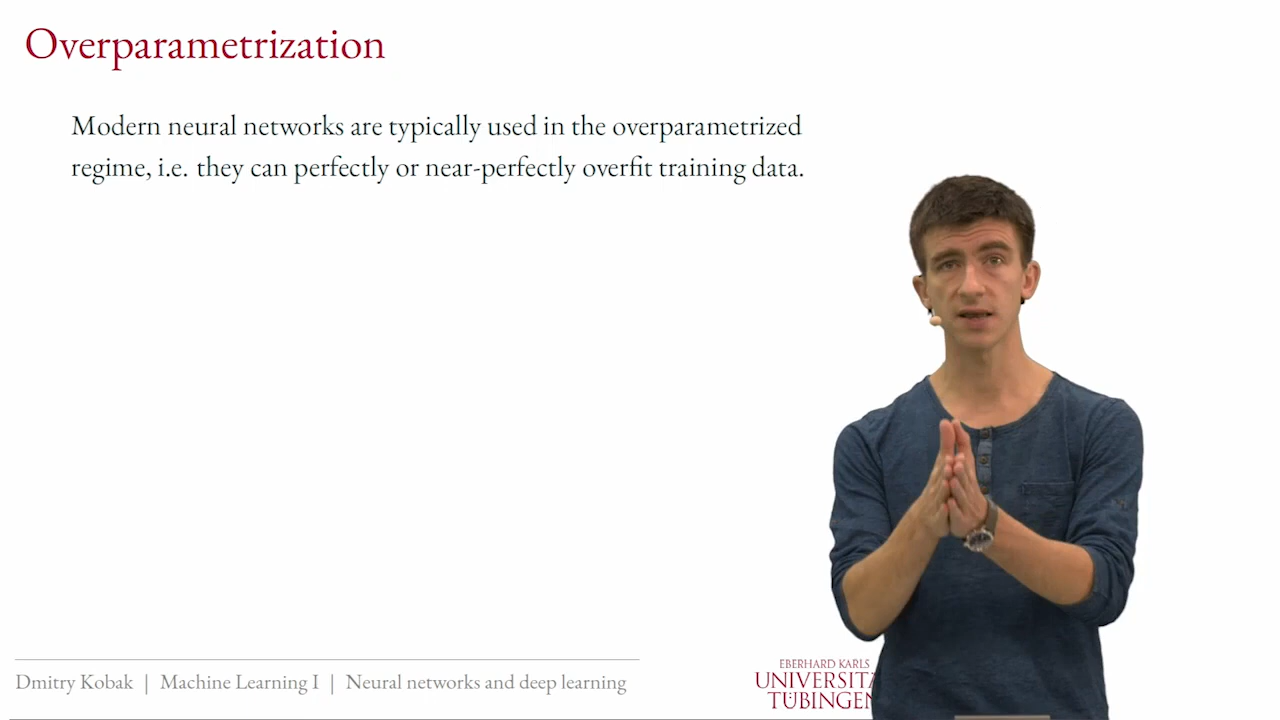 Overparametrization
Modern neural networks are typically used in the overparametrized
regime, i.e. they can perfectly or near-perfectly overfit training data.
Dmitry Kobak | Machine Learning I | Neural networks and deep learning
EBERHARD KARLS
UNIVERSITÄ
TÜBINGEN